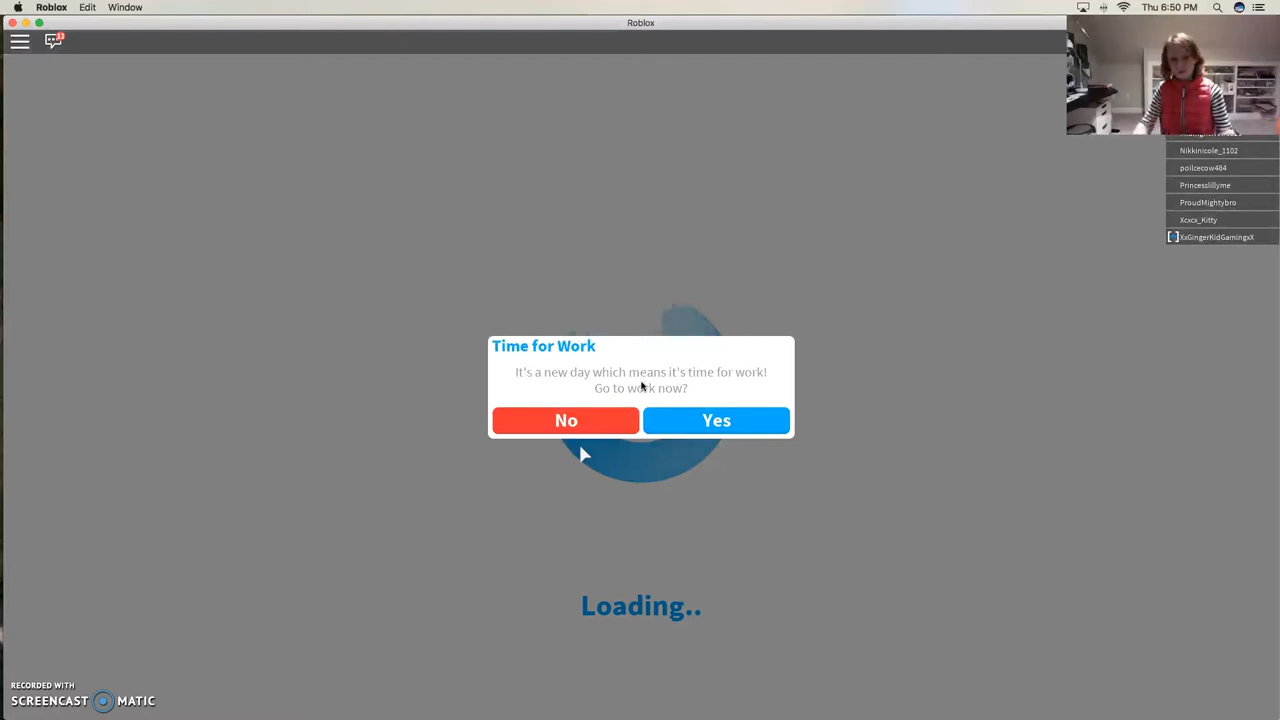 Roblox Edit Window
Thu 6:50 PM
Roblox
11
Nikkinicole_1102
poilcecow484
Princesslillyme
ProudMightybro
Xcxcx_Kitty
XxGingerKidGamingxX
Time for Work
It's a new day which means it's time for work!
Go to work now?
No
Yes
Loading..
RECORDED WITH
SCREENCAST MATIC